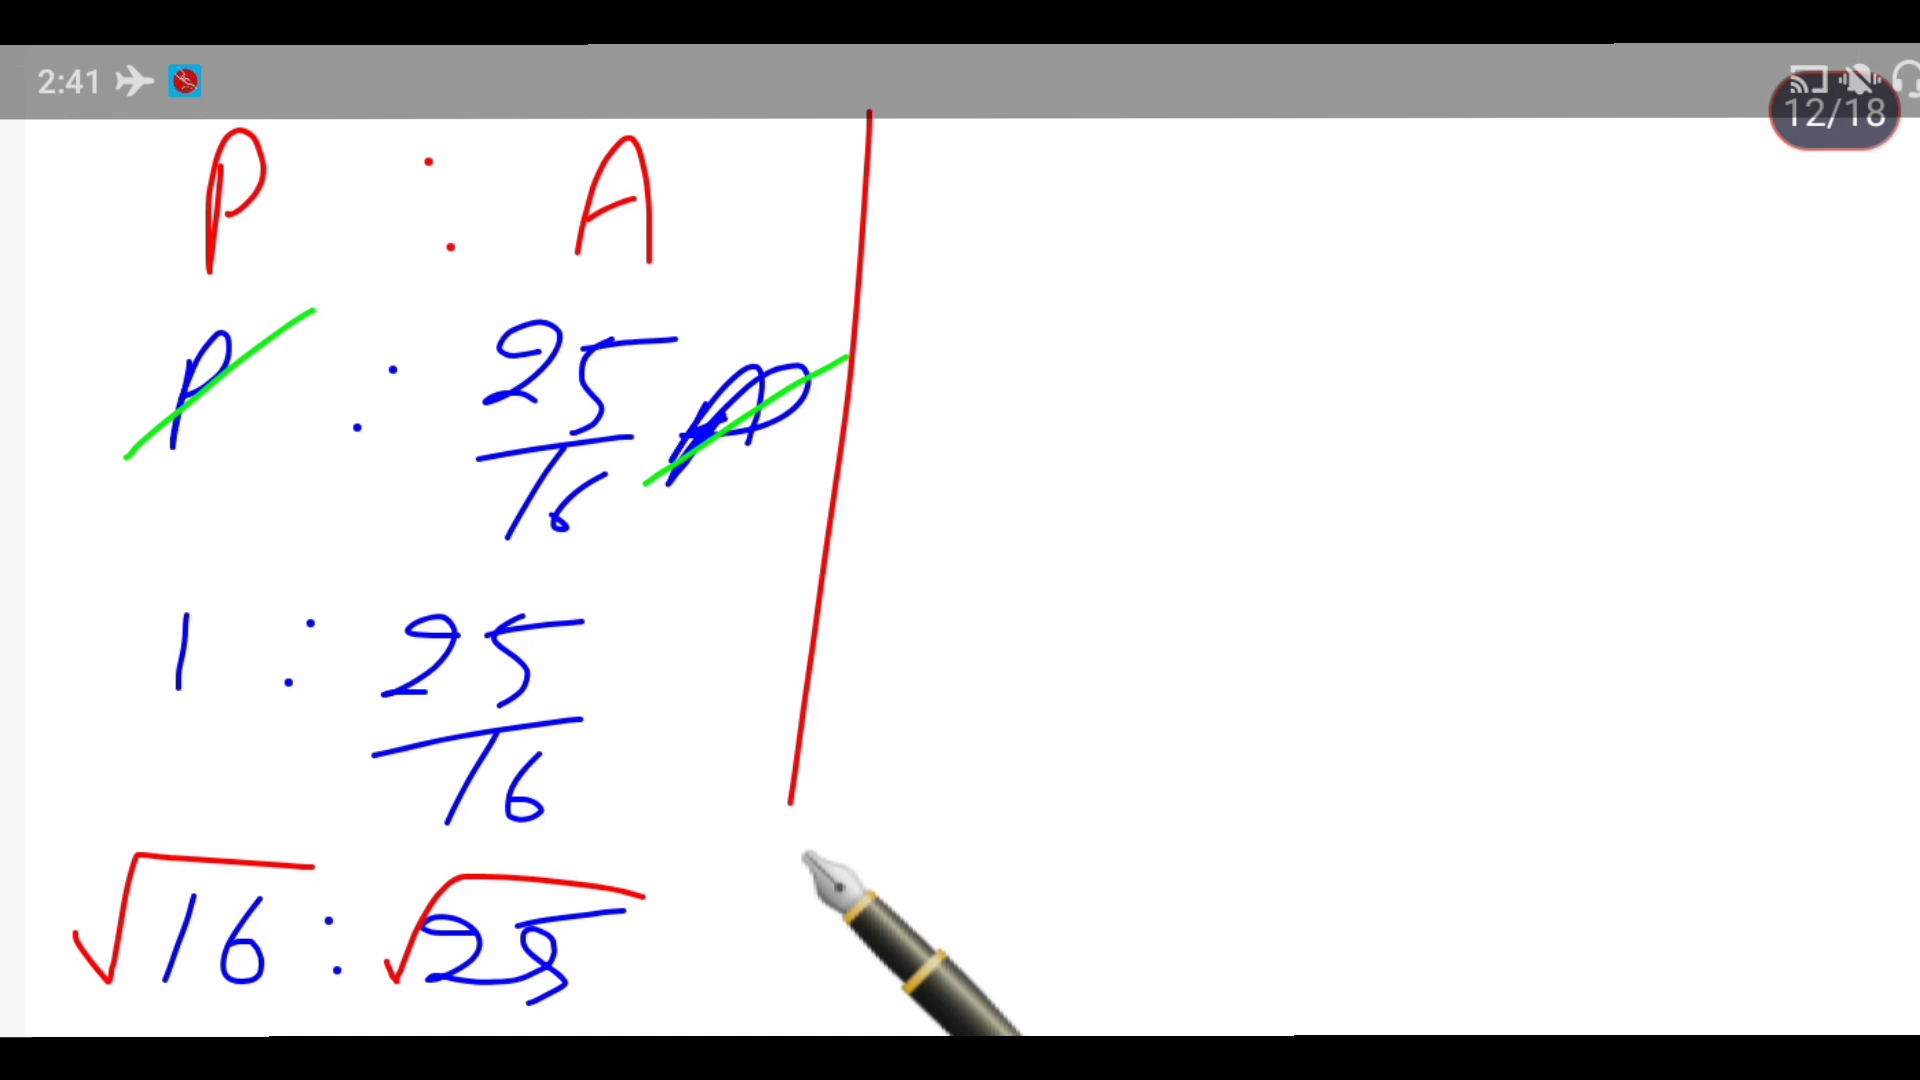 2:41
12/18
P : A
P : 25/16 P
1 : 25/16
√16 : √25